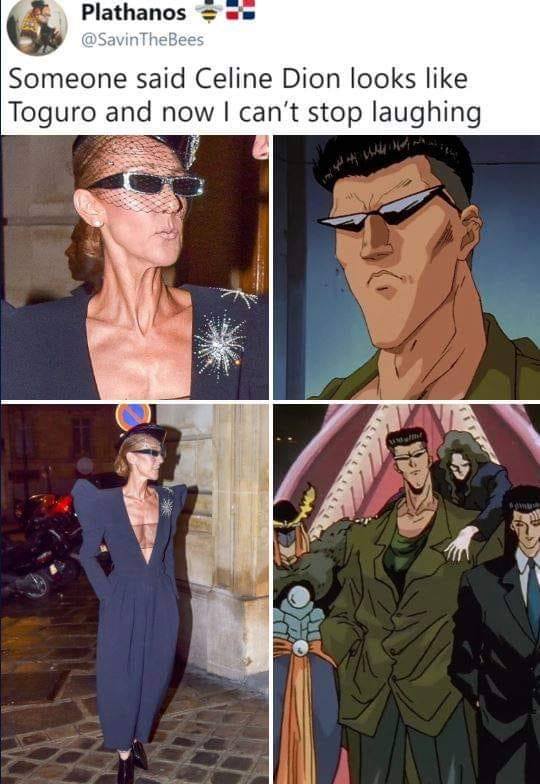 Plathanos
@SavinTheBees
Someone said Celine Dion looks like
Toguro and now I can't stop laughing